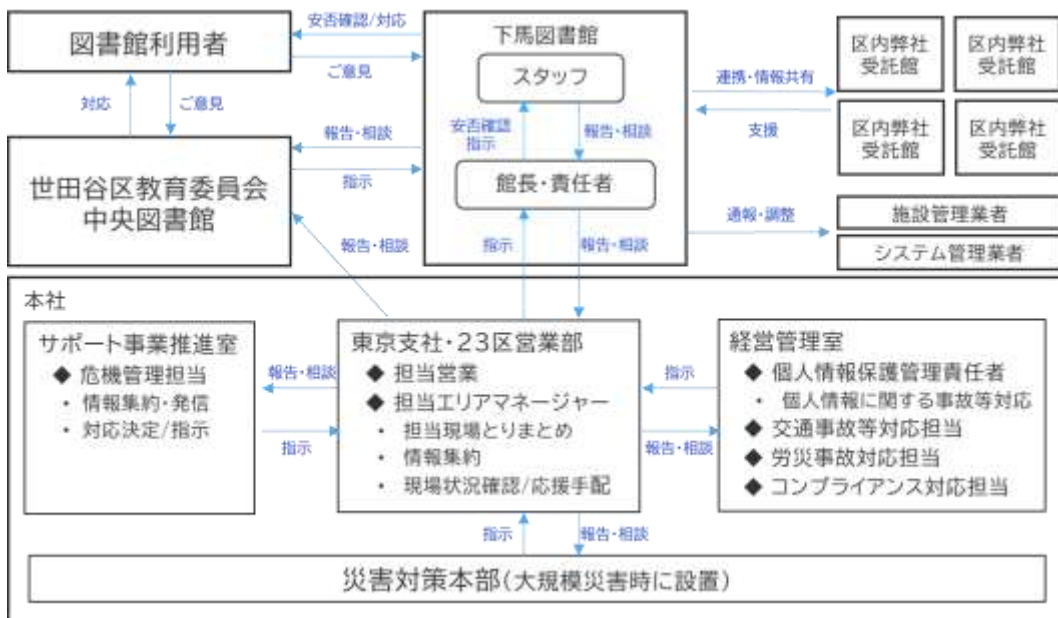 図書館利用者
安否確認/対応
ご意見
対応
ご意見
世田谷区教育委員会
中央図書館
報告・相談
指示
報告・相談
下馬図書館
スタッフ
安否確認
指示
報告・相談
館長・責任者
指示
報告・相談
連携・情報共有
支援
区内弊社
受託館
区内弊社
受託館
区内弊社
受託館
区内弊社
受託館
通報・調整
施設管理業者
システム管理業者
本社
サポート事業推進室
◆ 危機管理担当
・ 情報集約・発信
・ 対応決定/指示
報告・相談
指示
東京支社・23区営業部
◆ 担当営業
◆ 担当エリアマネージャー
・ 担当現場とりまとめ
・ 情報集約
・ 現場状況確認/応援手配
指示
報告・相談
経営管理室
◆ 個人情報保護管理責任者
・ 個人情報に関する事故等対応
◆ 交通事故等対応担当
◆ 労災事故対応担当
◆ コンプライアンス対応担当
指示
報告・相談
災害対策本部(大規模災害時に設置)